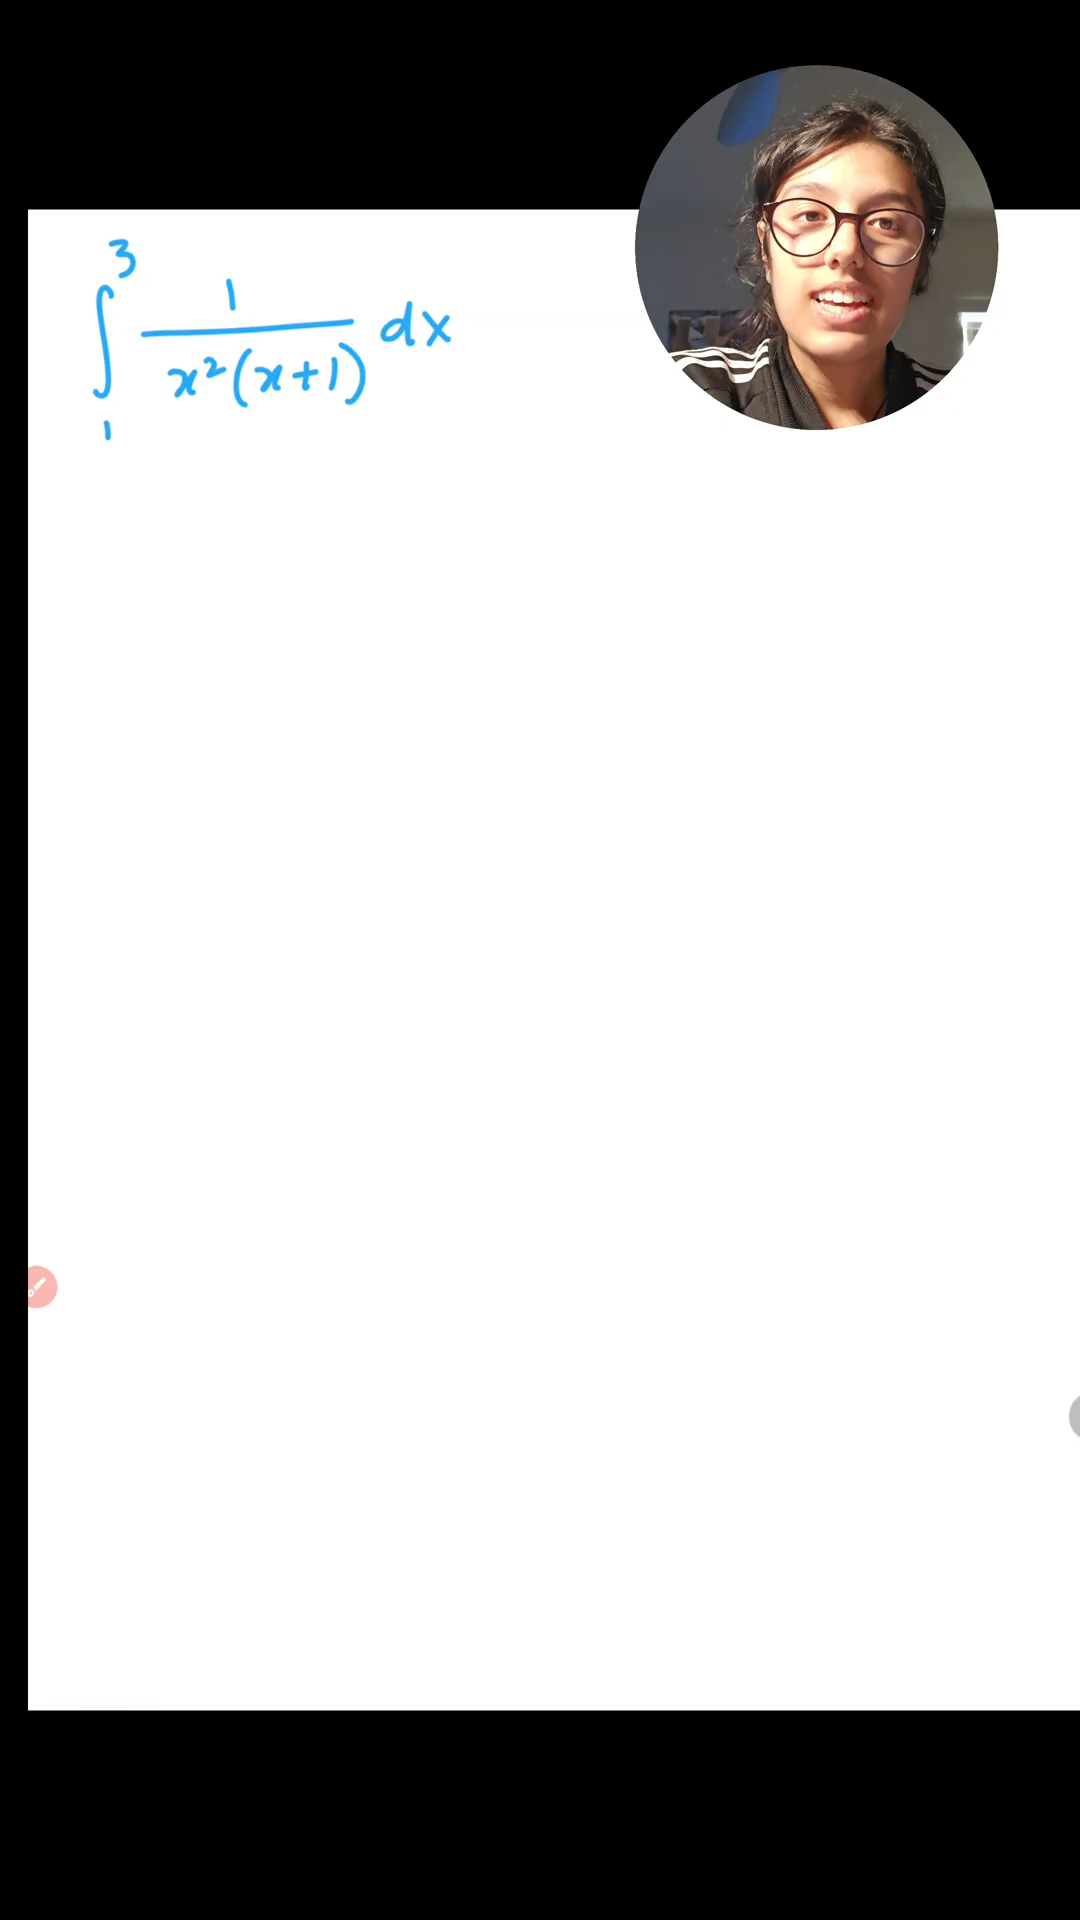 ∫₁³ 1/(x²(x+1)) dx